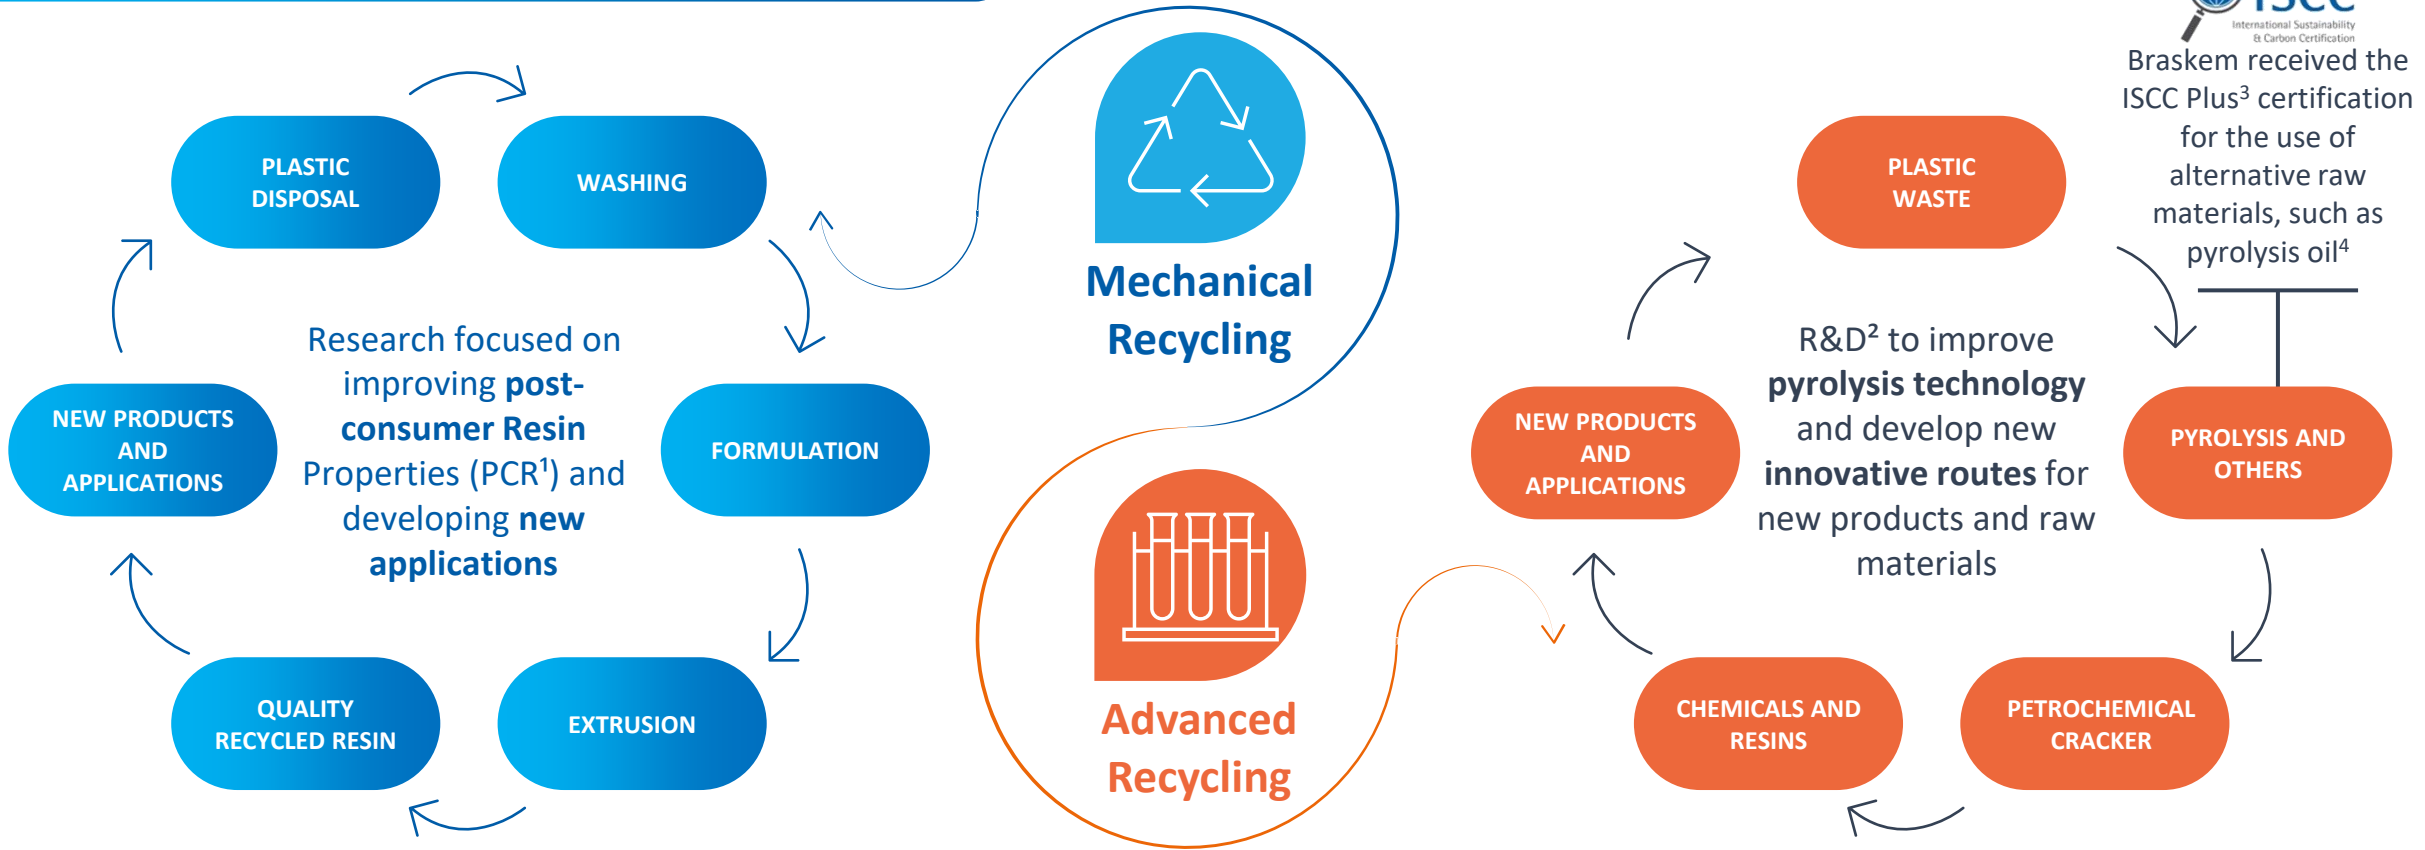 ISCC
International Sustainability
& Carbon Certification
Braskem received the
ISCC Plus³ certification
for the use of
alternative raw
materials, such as
pyrolysis oil⁴
PLASTIC
DISPOSAL
WASHING
FORMULATION
EXTRUSION
QUALITY
RECYCLED RESIN
NEW PRODUCTS
AND
APPLICATIONS
Research focused on
improving post-
consumer Resin
Properties (PCR¹) and
developing new
applications
Mechanical
Recycling
Advanced
Recycling
PLASTIC
WASTE
PYROLYSIS AND
OTHERS
PETROCHEMICAL
CRACKER
CHEMICALS AND
RESINS
NEW PRODUCTS
AND
APPLICATIONS
R&D² to improve
pyrolysis technology
and develop new
innovative routes for
new products and raw
materials